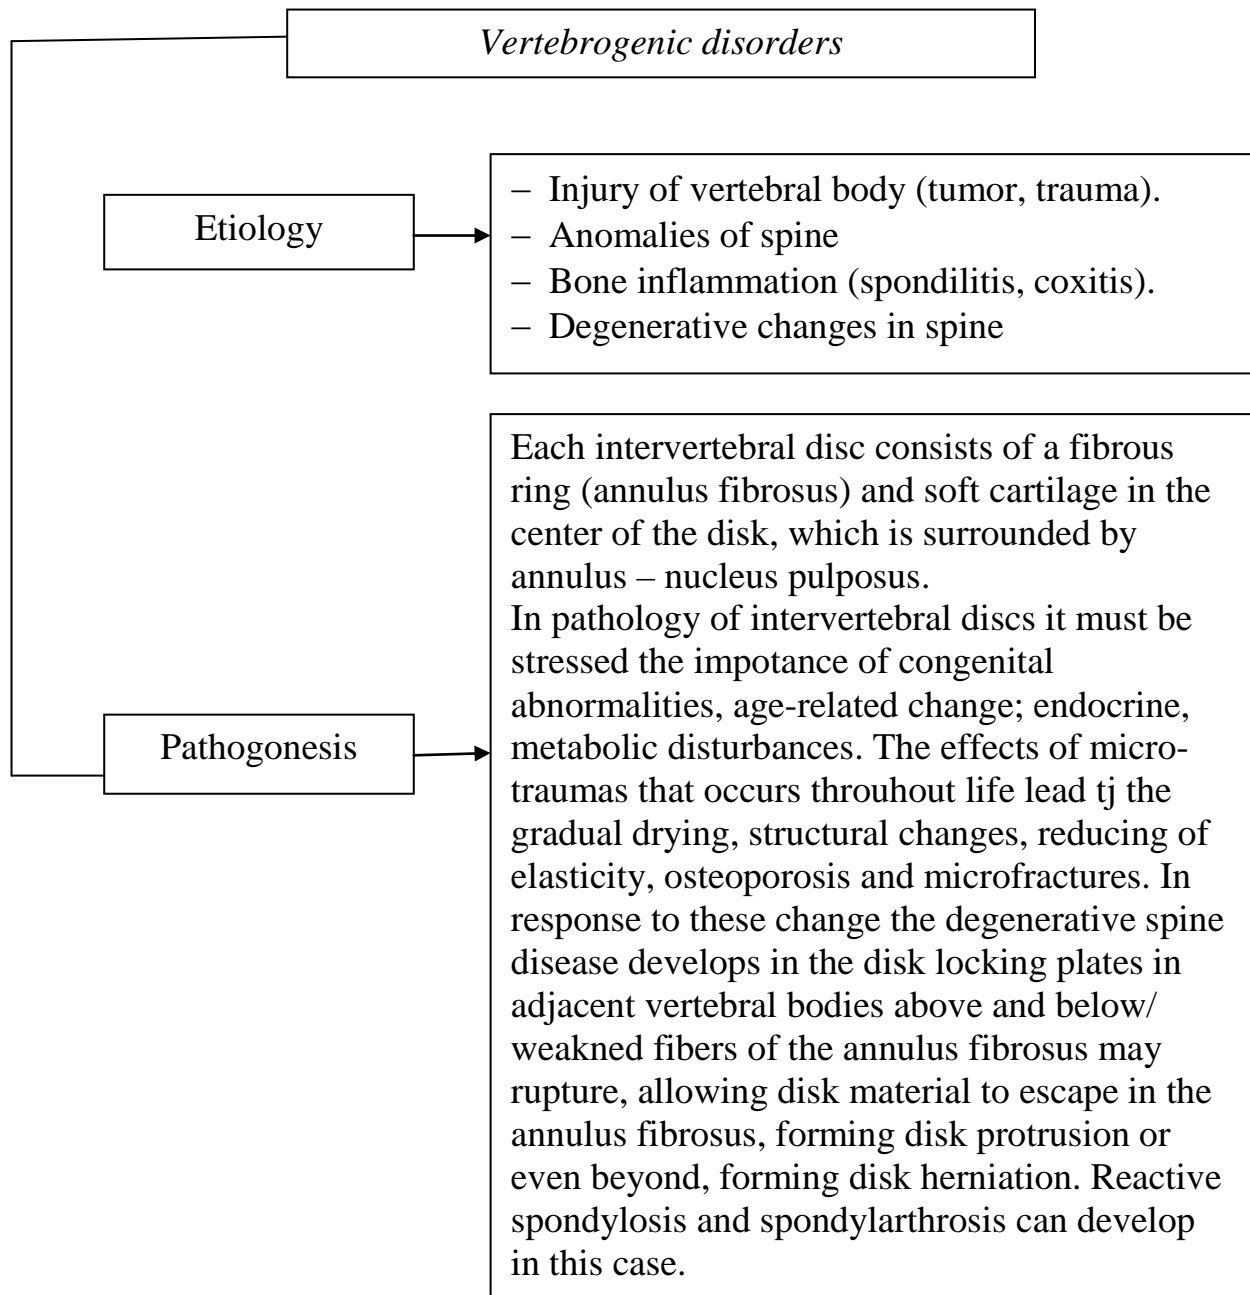 Vertebrogenic disorders
Etiology
– Injury of vertebral body (tumor, trauma).
– Anomalies of spine
– Bone inflammation (spondilitis, coxitis).
– Degenerative changes in spine
Pathogonesis
Each intervertebral disc consists of a fibrous
ring (annulus fibrosus) and soft cartilage in the
center of the disk, which is surrounded by
annulus – nucleus pulposus.
In pathology of intervertebral discs it must be
stressed the impotance of congenital
abnormalities, age-related change; endocrine,
metabolic disturbances. The effects of micro-
traumas that occurs throuhout life lead tj the
gradual drying, structural changes, reducing of
elasticity, osteoporosis and microfractures. In
response to these change the degenerative spine
disease develops in the disk locking plates in
adjacent vertebral bodies above and below/
weakned fibers of the annulus fibrosus may
rupture, allowing disk material to escape in the
annulus fibrosus, forming disk protrusion or
even beyond, forming disk herniation. Reactive
spondylosis and spondylarthrosis can develop
in this case.